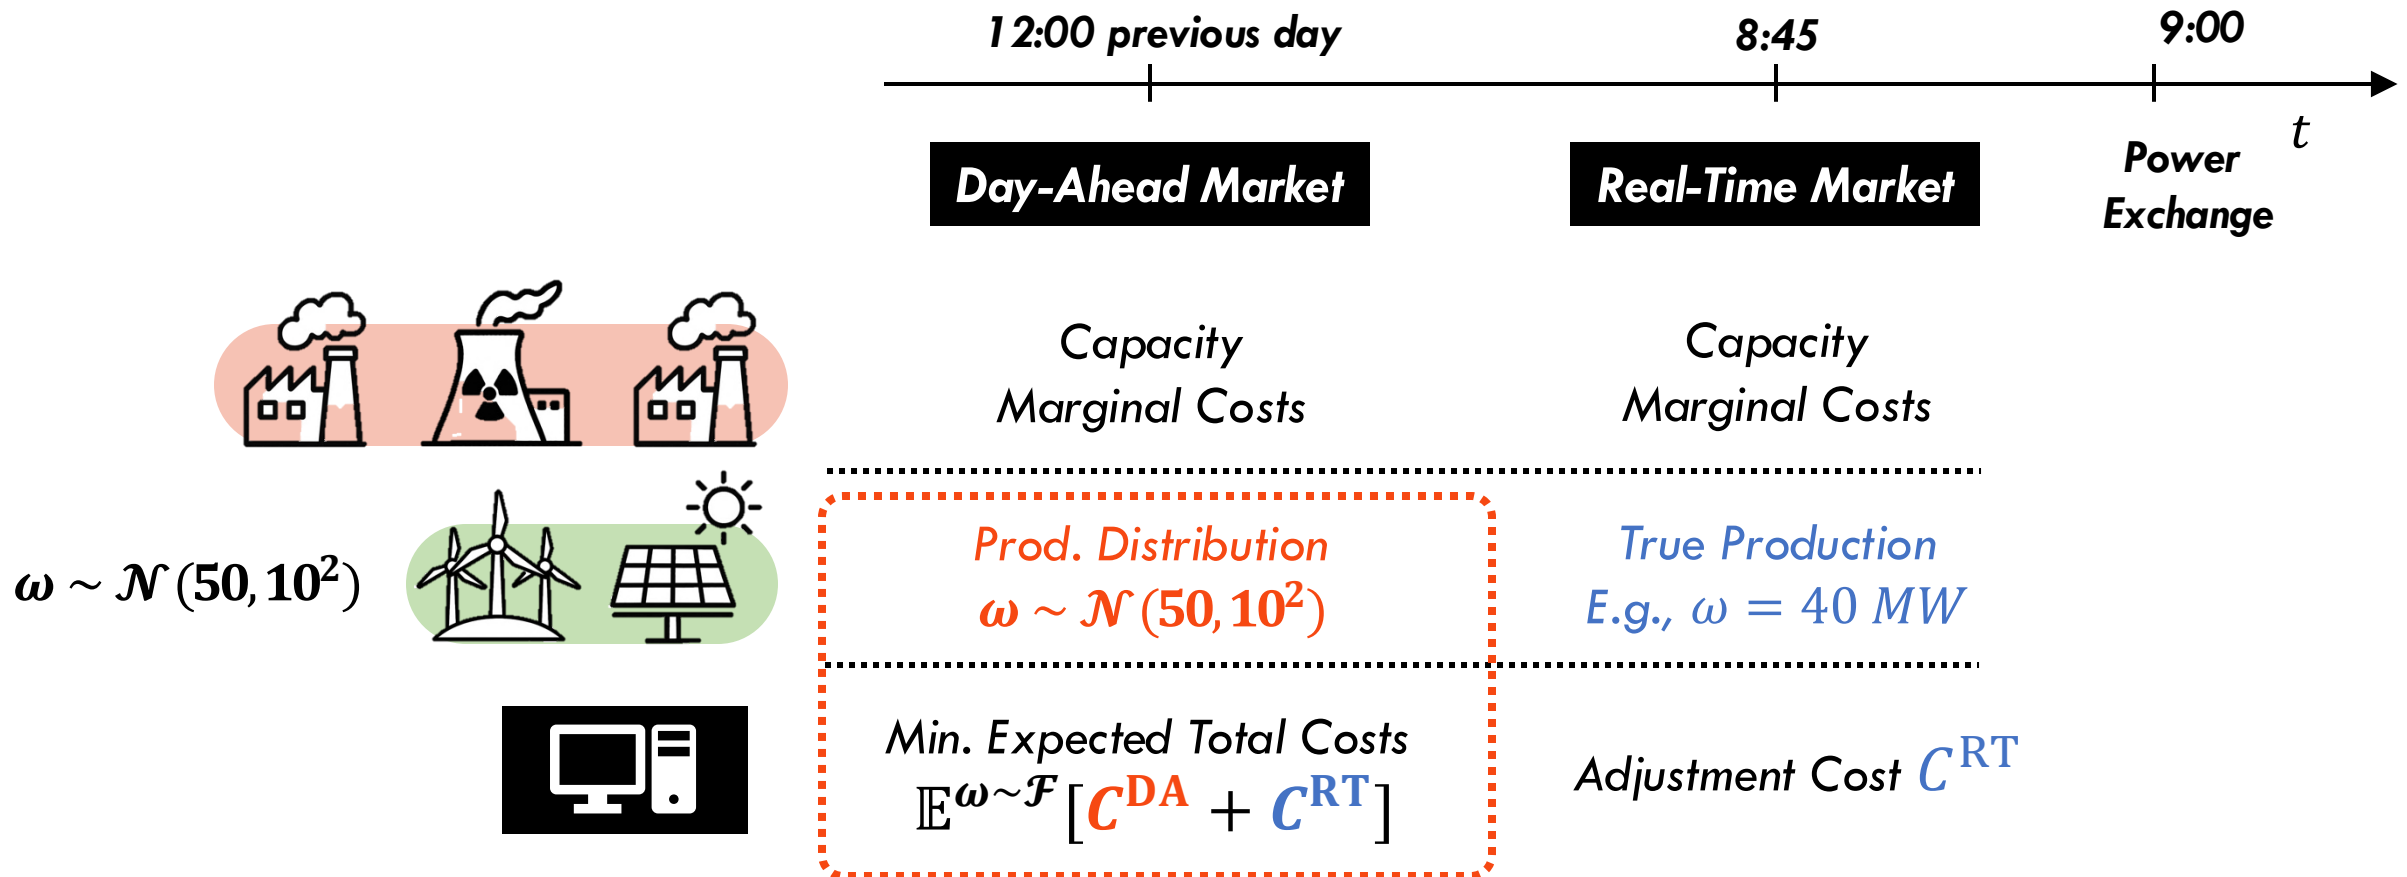 12:00 previous day
8:45
9:00
t
Day-Ahead Market
Real-Time Market
Power
Exchange
Capacity
Marginal Costs
Capacity
Marginal Costs
ω ~ 𝒩(50, 10²)
Prod. Distribution
ω ~ 𝒩(50, 10²)
True Production
E.g., ω = 40 MW
Min. Expected Total Costs
𝔼^{ω~ℱ}[C^{DA} + C^{RT}]
Adjustment Cost C^{RT}